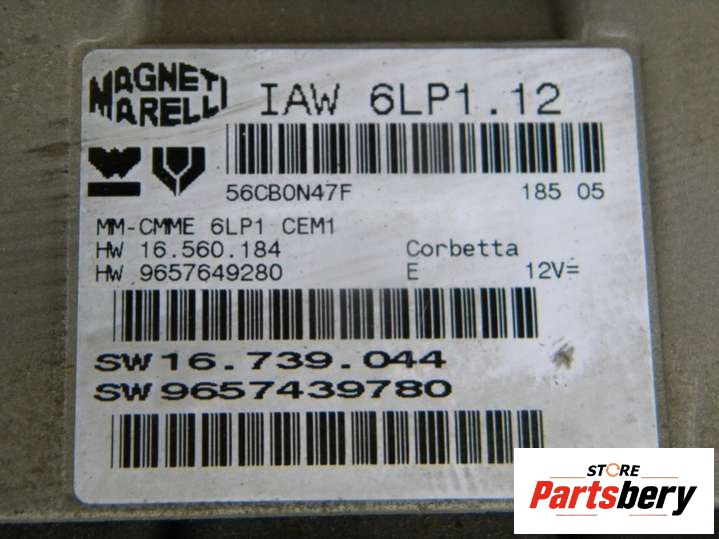 MAGNETI
MARELLI
IAW 6LP1.12
56CB0N47F 185 05
MM-CMME 6LP1 CEM1
HW 16.560.184 Corbetta
HW 9657649280 E 12V=
SW 16.739.044
SW 9657439780
STORE
Partsbery